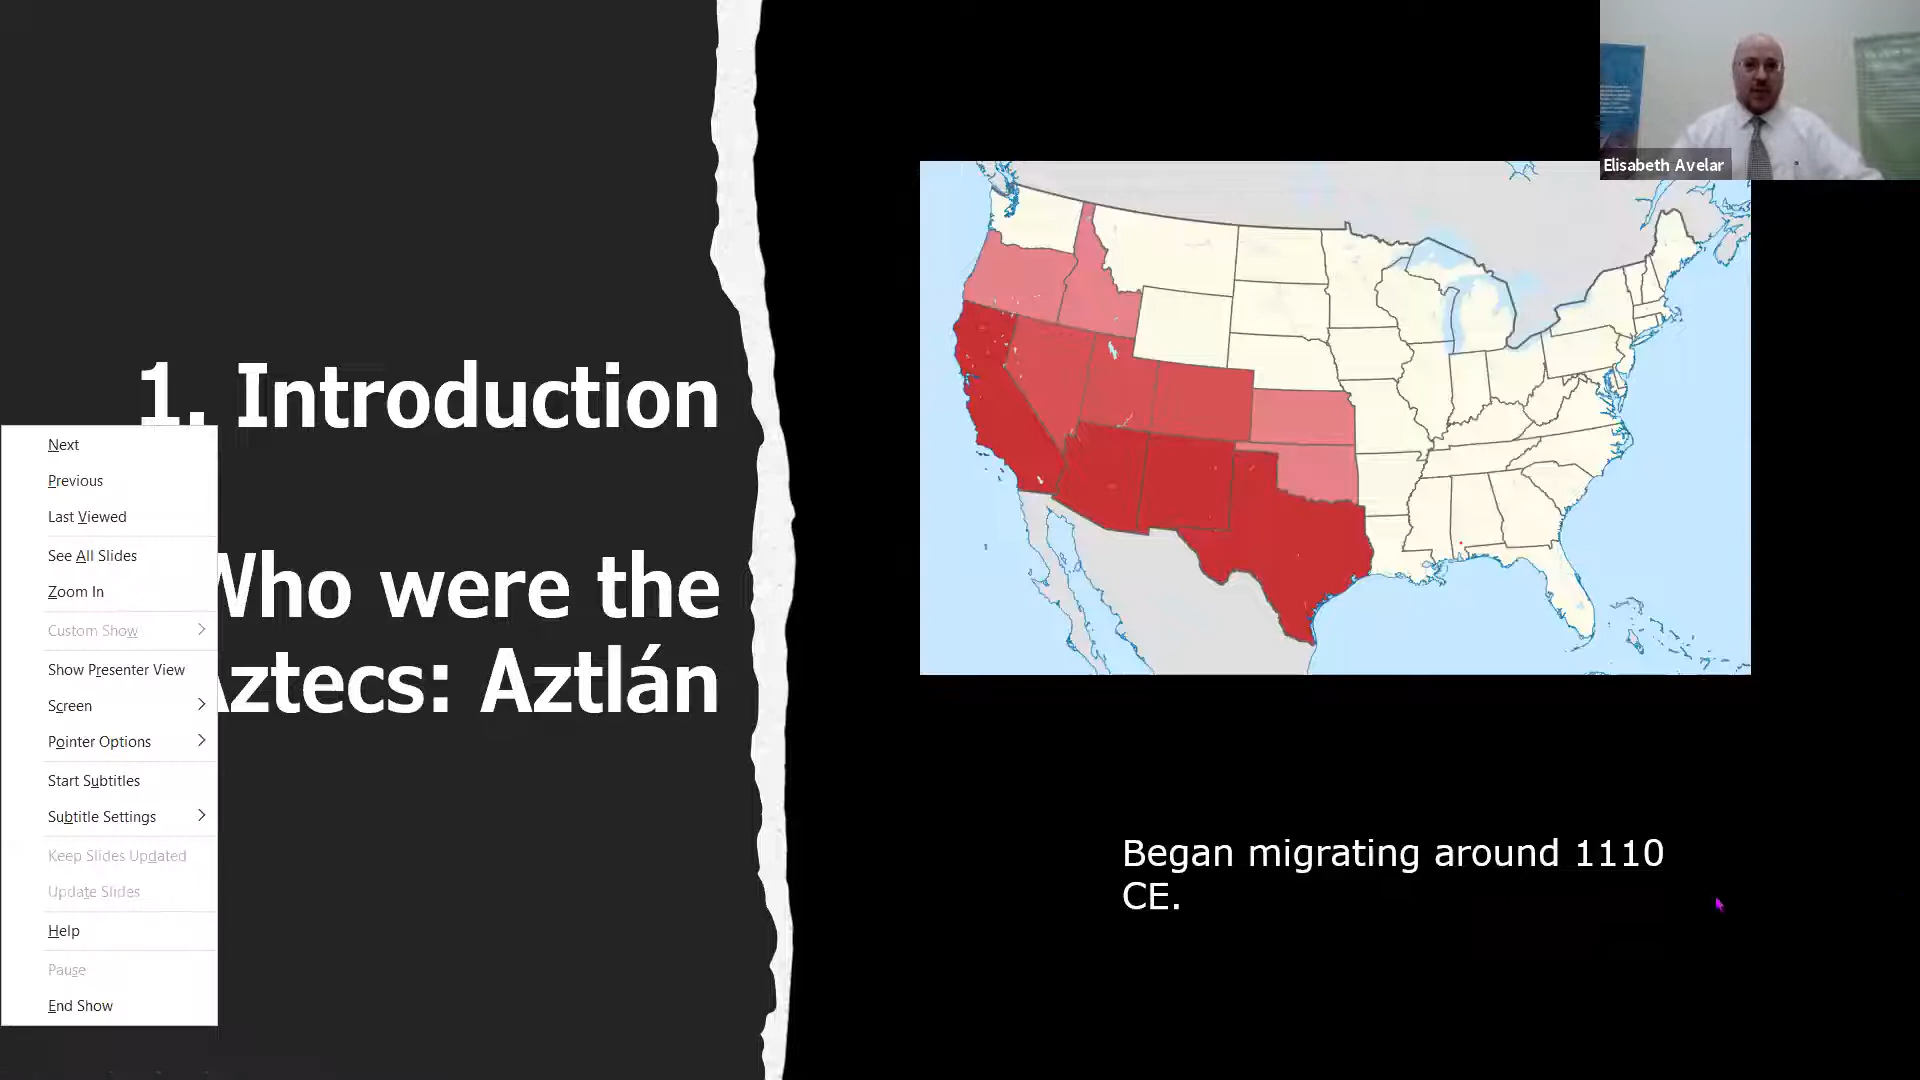 1. Introduction
Who were the
Aztecs: Aztlán
Next
Previous
Last Viewed
See All Slides
Zoom In
Custom Show
Show Presenter View
Screen
Pointer Options
Start Subtitles
Subtitle Settings
Keep Slides Updated
Update Slides
Help
Pause
End Show
Elisabeth Avelar
Began migrating around 1110
CE.